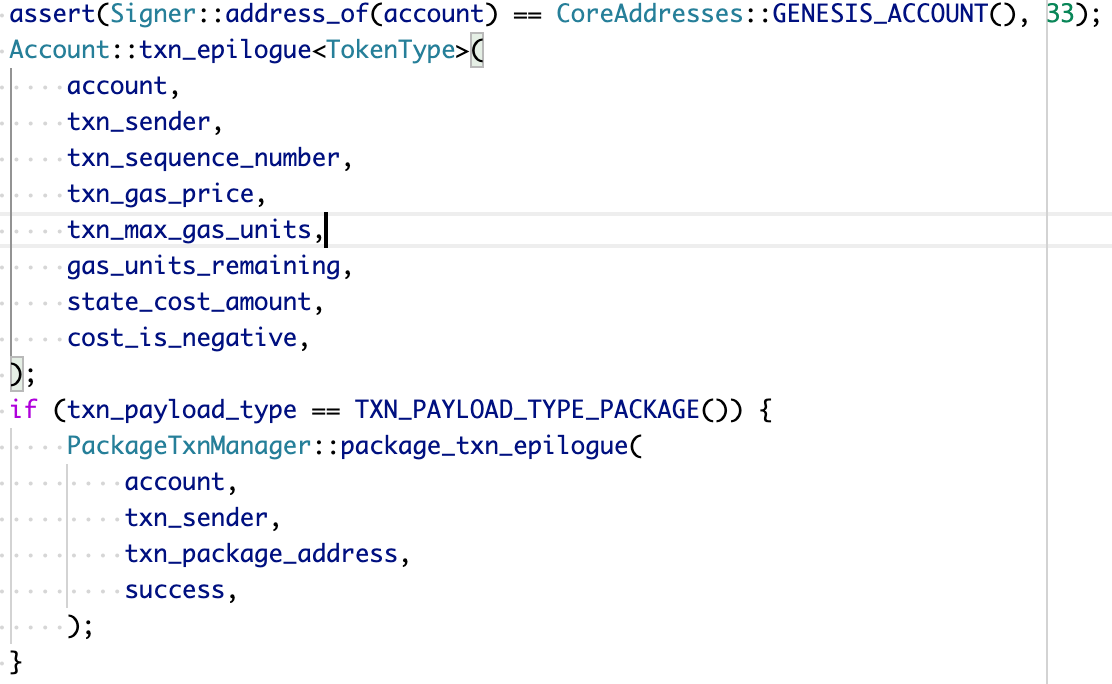 assert(Signer::address_of(account) == CoreAddresses::GENESIS_ACCOUNT(), 33);
Account::txn_epilogue<TokenType>(
    account,
    txn_sender,
    txn_sequence_number,
    txn_gas_price,
    txn_max_gas_units,
    gas_units_remaining,
    state_cost_amount,
    cost_is_negative,
);
if (txn_payload_type == TXN_PAYLOAD_TYPE_PACKAGE()) {
    PackageTxnManager::package_txn_epilogue(
        account,
        txn_sender,
        txn_package_address,
        success,
    );
}